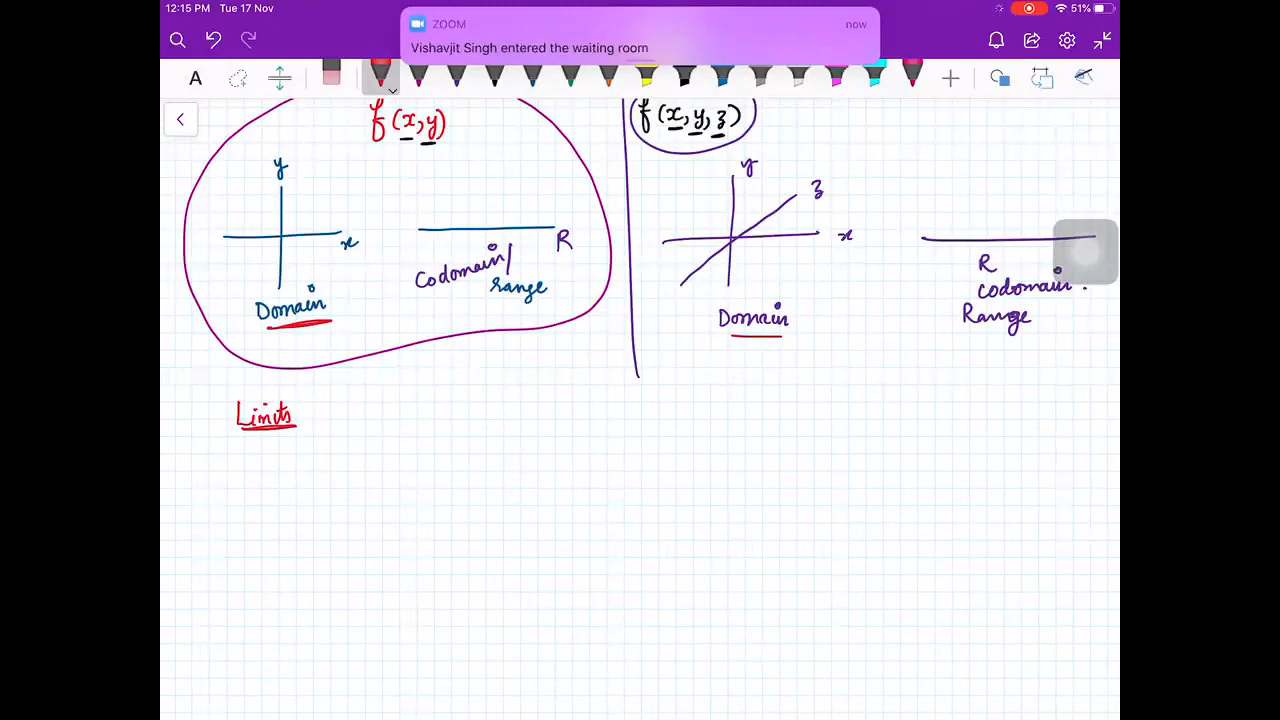 12:15 PM Tue 17 Nov
51%
ZOOM
now
Vishavjit Singh entered the waiting room
A
f(x,y)
y
x
Domain
R
Codomain/
range
f(x,y,z)
y
z
x
Domain
R
codomain.
Range
Limits